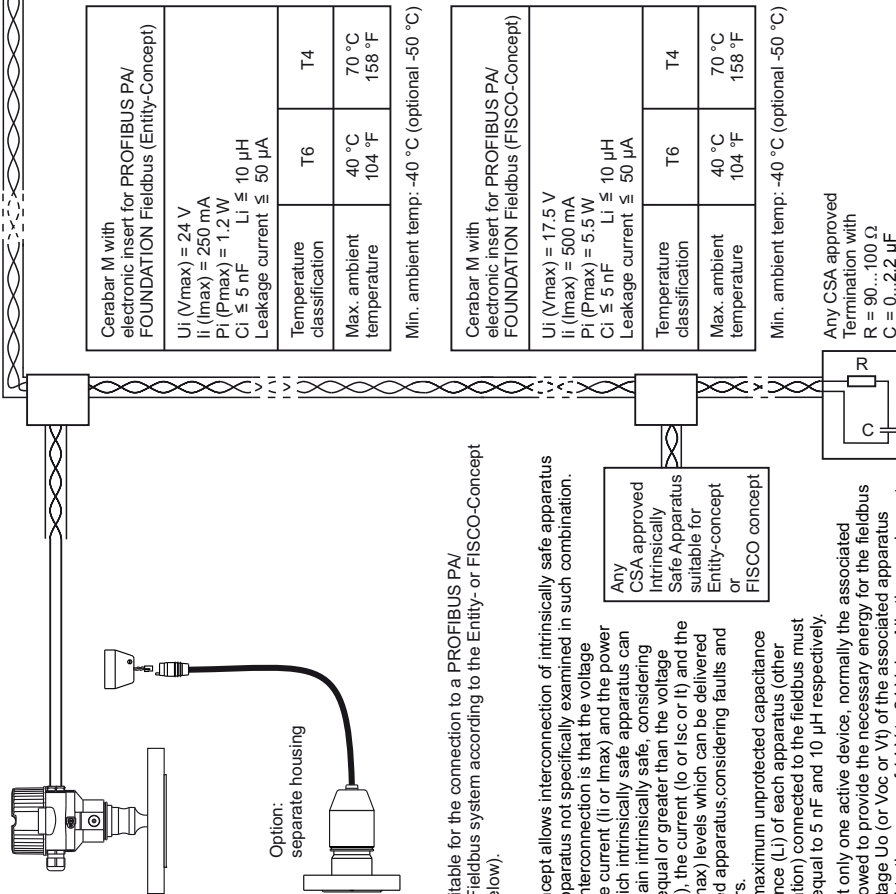 Cerabar M with
electronic insert for PROFIBUS PA/
FOUNDATION Fieldbus (Entity-Concept)
Ui (Vmax) = 24 V
Ii (Imax) = 250 mA
Pi (Pmax) = 1.2 W
Ci ≤ 5 nF Li ≤ 10 µH
Leakage current ≤ 50 µA
Temperature classification T6 T4
Max. ambient temperature 40 °C 104 °F 70 °C 158 °F
Min. ambient temp: -40 °C (optional -50 °C)
Cerabar M with
electronic insert for PROFIBUS PA/
FOUNDATION Fieldbus (FISCO-Concept)
Ui (Vmax) = 17.5 V
Ii (Imax) = 500 mA
Pi (Pmax) = 5.5 W
Ci ≤ 5 nF Li ≤ 10 µH
Leakage current ≤ 50 µA
Temperature classification T6 T4
Max. ambient temperature 40 °C 104 °F 70 °C 158 °F
Min. ambient temp: -40 °C (optional -50 °C)
Any CSA approved
Termination with
R = 90...100 Ω
C = 0...2.2 µF
R
C
Any
CSA approved
Intrinsically
Safe Apparatus
suitable for
Entity-concept
or
FISCO concept
Option:
separate housing
itable for the connection to a PROFIBUS PA/
Fieldbus system according to the Entity- or FISCO-Concept
elow).
cept allows interconnection of intrinsically safe apparatus
pparatus not specifically examined in such combination.
nterconnection is that the voltage
e current (Ii or Imax) and the power
ich intrinsically safe apparatus can
ain intrinsically safe, considering
equal or greater than the voltage
), the current (Io or Isc or It) and the
max) levels which can be delivered
ed apparatus,considering faults and
rs.
maximum unprotected capacitance
nce (Li) of each apparatus (other
ation) connected to the fieldbus must
equal to 5 nF and 10 µH respectively.
t only one active device, normally the associated
owed to provide the necessary energy for the fieldbus
age Uo (or Voc or Vt) of the associated apparatus